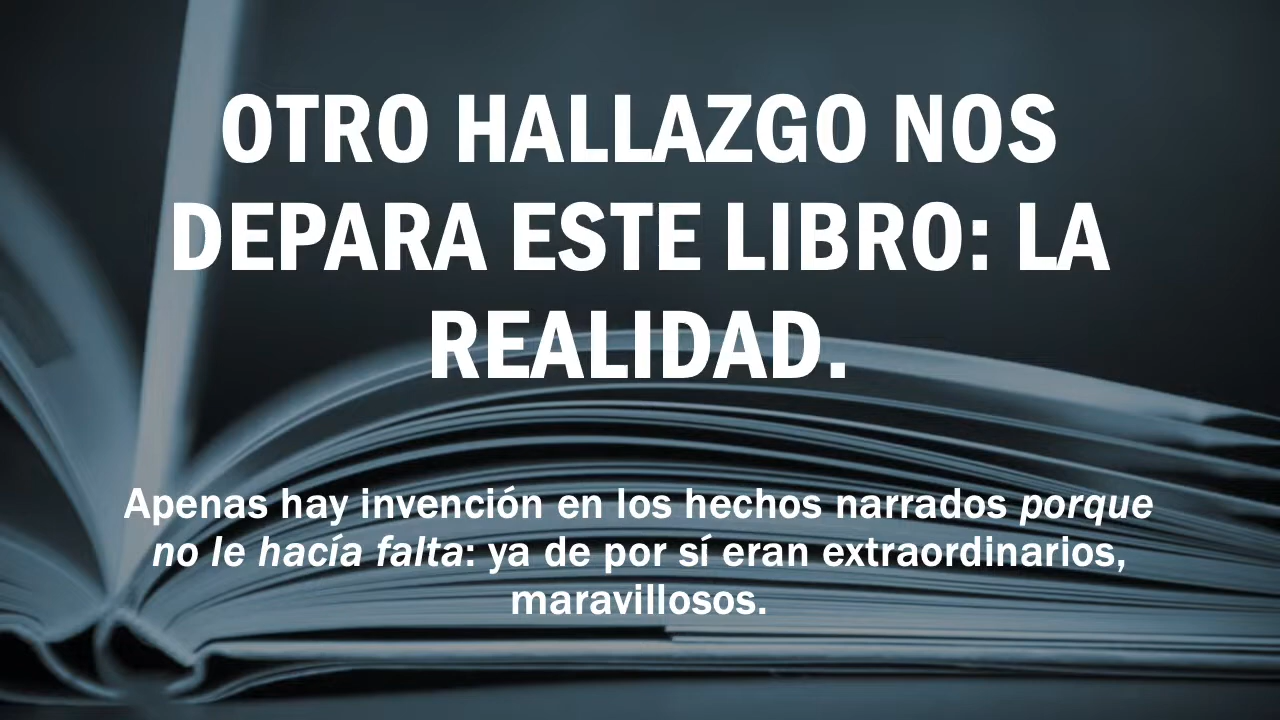 OTRO HALLAZGO NOS
DEPARA ESTE LIBRO: LA
REALIDAD.
Apenas hay invención en los hechos narrados porque
no le hacía falta: ya de por sí eran extraordinarios,
maravillosos.